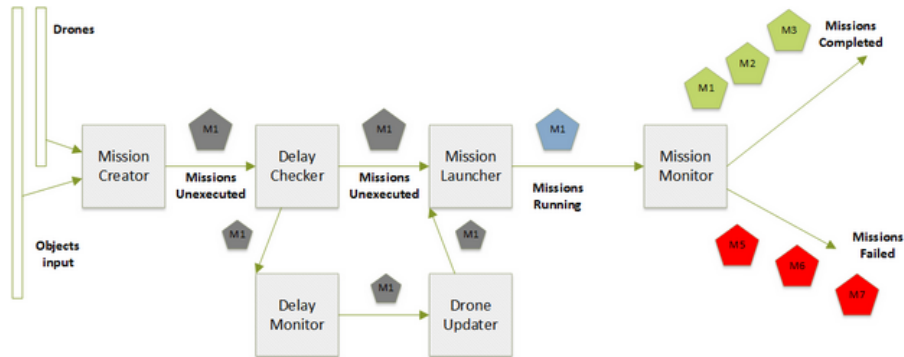 Drones
M3
Missions
Completed
M2
M1
M1
M1
M1
Mission
Creator
Delay
Checker
Mission
Launcher
Mission
Monitor
Missions
Unexecuted
Missions
Unexecuted
Missions
Running
Objects
input
M1
M1
M5
Missions
Failed
M6
M1
M7
Delay
Monitor
Drone
Updater